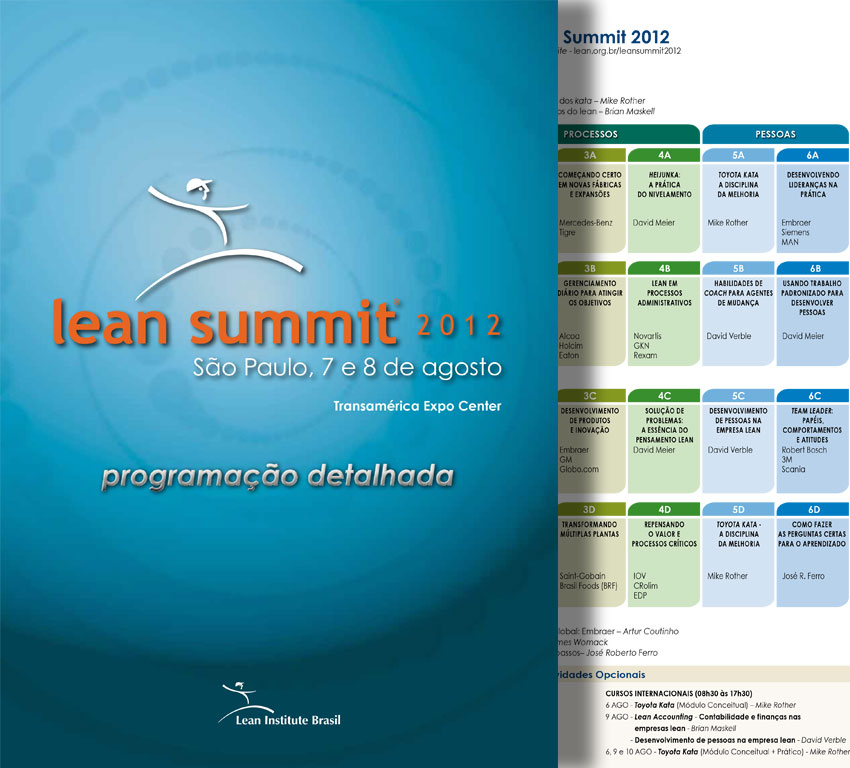 lean summit® 2012
São Paulo, 7 e 8 de agosto
Transamérica Expo Center
programação detalhada
Lean Institute Brasil
Summit 2012
- lean.org.br/leansummit2012
dos kata – Mike Rother
do lean – Brian Maskell
PROCESSOS
PESSOAS
3A
COMEÇANDO CERTO
EM NOVAS FÁBRICAS
E EXPANSÕES
Mercedes-Benz
Tigre
4A
HEIJUNKA:
A PRÁTICA
DO NIVELAMENTO
David Meier
5A
TOYOTA KATA
A DISCIPLINA
DA MELHORIA
Mike Rother
6A
DESENVOLVENDO
LIDERANÇAS NA
PRÁTICA
Embraer
Siemens
MAN
3B
GERENCIAMENTO
DIÁRIO PARA ATINGIR
OS OBJETIVOS
Alcoa
Holcim
Eaton
4B
LEAN EM
PROCESSOS
ADMINISTRATIVOS
Novartis
GKN
Rexam
5B
HABILIDADES DE
COACH PARA AGENTES
DE MUDANÇA
David Verble
6B
USANDO TRABALHO
PADRONIZADO PARA
DESENVOLVER
PESSOAS
David Meier
3C
DESENVOLVIMENTO
DE PRODUTOS
E INOVAÇÃO
Embraer
GM
Globo.com
4C
SOLUÇÃO DE
PROBLEMAS:
A ESSÊNCIA DO
PENSAMENTO LEAN
David Meier
5C
DESENVOLVIMENTO
DE PESSOAS NA
EMPRESA LEAN
David Verble
6C
TEAM LEADER:
PAPÉIS,
COMPORTAMENTOS
E ATITUDES
Robert Bosch
3M
Scania
3D
TRANSFORMANDO
MÚLTIPLAS PLANTAS
Saint-Gobain
Brasil Foods (BRF)
4D
REPENSANDO
O VALOR E
PROCESSOS CRÍTICOS
IOV
CRolim
EDP
5D
TOYOTA KATA -
A DISCIPLINA
DA MELHORIA
Mike Rother
6D
COMO FAZER
AS PERGUNTAS CERTAS
PARA O APRENDIZADO
José R. Ferro
lobal: Embraer – Artur Coutinho
mes Womack
passos– José Roberto Ferro
vidades Opcionais
CURSOS INTERNACIONAIS (08h30 às 17h30)
6 AGO - Toyota Kata (Módulo Conceitual) – Mike Rother
9 AGO - Lean Accounting - Contabilidade e finanças nas
empresas lean - Brian Maskell
- Desenvolvimento de pessoas na empresa lean - David Verble
6, 9 e 10 AGO - Toyota Kata (Módulo Conceitual + Prático) - Mike Rother